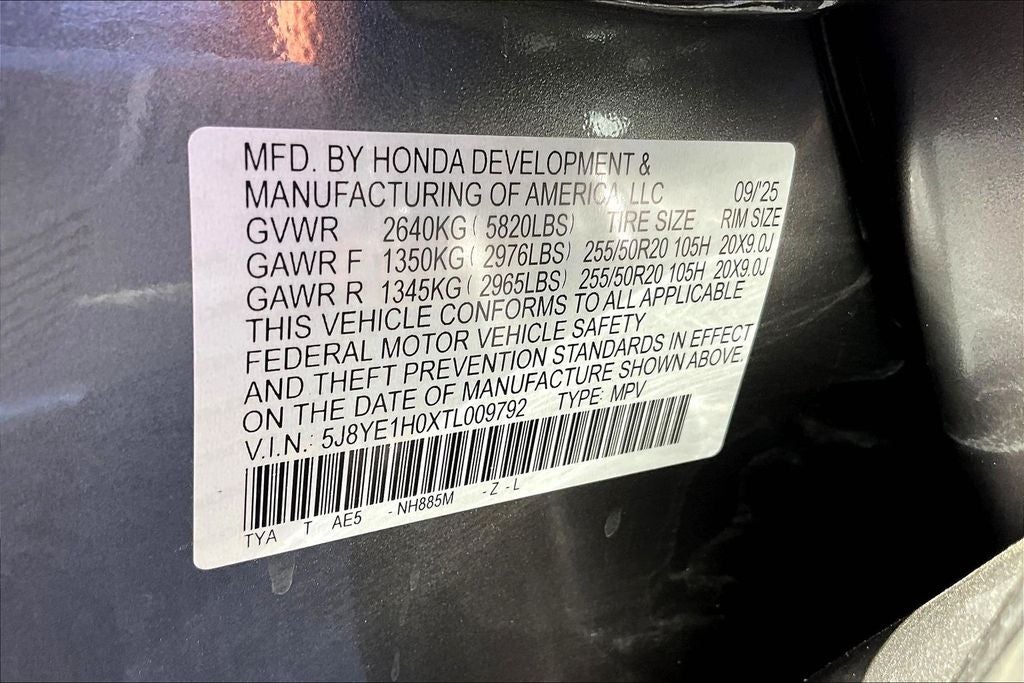 MFD. BY HONDA DEVELOPMENT &
MANUFACTURING OF AMERICA, LLC 09/'25
GVWR 2640KG ( 5820LBS) TIRE SIZE RIM SIZE
GAWR F 1350KG ( 2976LBS) 255/50R20 105H 20X9.0J
GAWR R 1345KG ( 2965LBS) 255/50R20 105H 20X9.0J
THIS VEHICLE CONFORMS TO ALL APPLICABLE
FEDERAL MOTOR VEHICLE SAFETY
AND THEFT PREVENTION STANDARDS IN EFFECT
ON THE DATE OF MANUFACTURE SHOWN ABOVE.
V.I.N.: 5J8YE1H0XTL009792 TYPE: MPV
TYA T AE5 - NH885M - Z - L